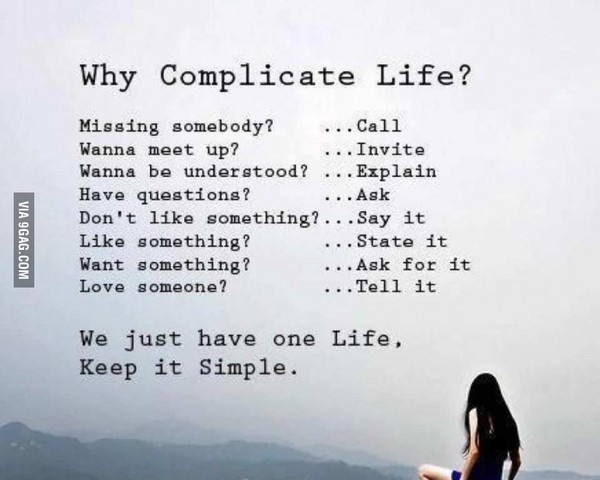 Why Complicate Life?
Missing somebody? ...Call
Wanna meet up? ...Invite
Wanna be understood? ...Explain
Have questions? ...Ask
Don't like something?...Say it
Like something? ...State it
Want something? ...Ask for it
Love someone? ...Tell it
We just have one Life,
Keep it Simple.
VIA 9GAG.COM